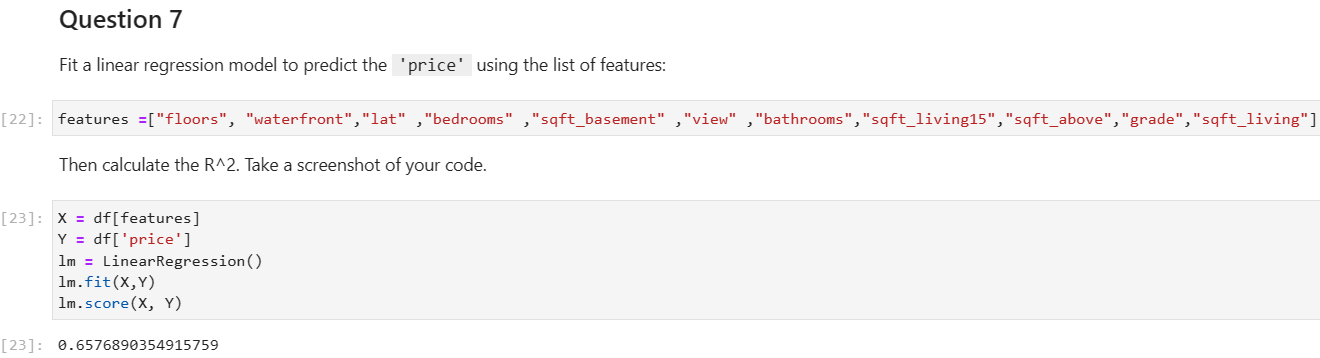 Question 7
Fit a linear regression model to predict the 'price' using the list of features:
[22]: features =["floors", "waterfront","lat" ,"bedrooms" ,"sqft_basement" ,"view" ,"bathrooms","sqft_living15","sqft_above","grade","sqft_living"]
Then calculate the R^2. Take a screenshot of your code.
[23]: X = df[features]
Y = df['price']
lm = LinearRegression()
lm.fit(X,Y)
lm.score(X, Y)
[23]: 0.6576890354915759